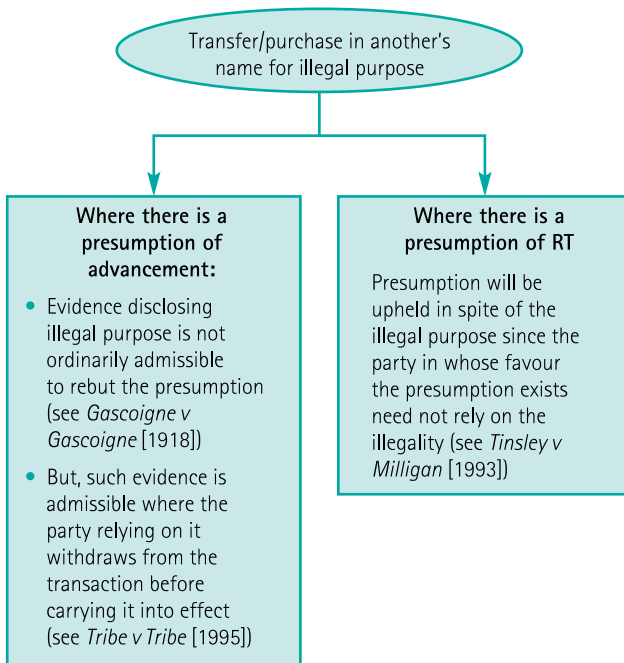 Transfer/purchase in another's
name for illegal purpose
Where there is a
presumption of
advancement:
• Evidence disclosing
illegal purpose is not
ordinarily admissible
to rebut the presumption
(see Gascoigne v
Gascoigne [1918])
• But, such evidence is
admissible where the
party relying on it
withdraws from the
transaction before
carrying it into effect
(see Tribe v Tribe [1995])
Where there is a
presumption of RT
Presumption will be
upheld in spite of the
illegal purpose since the
party in whose favour
the presumption exists
need not rely on the
illegality (see Tinsley v
Milligan [1993])